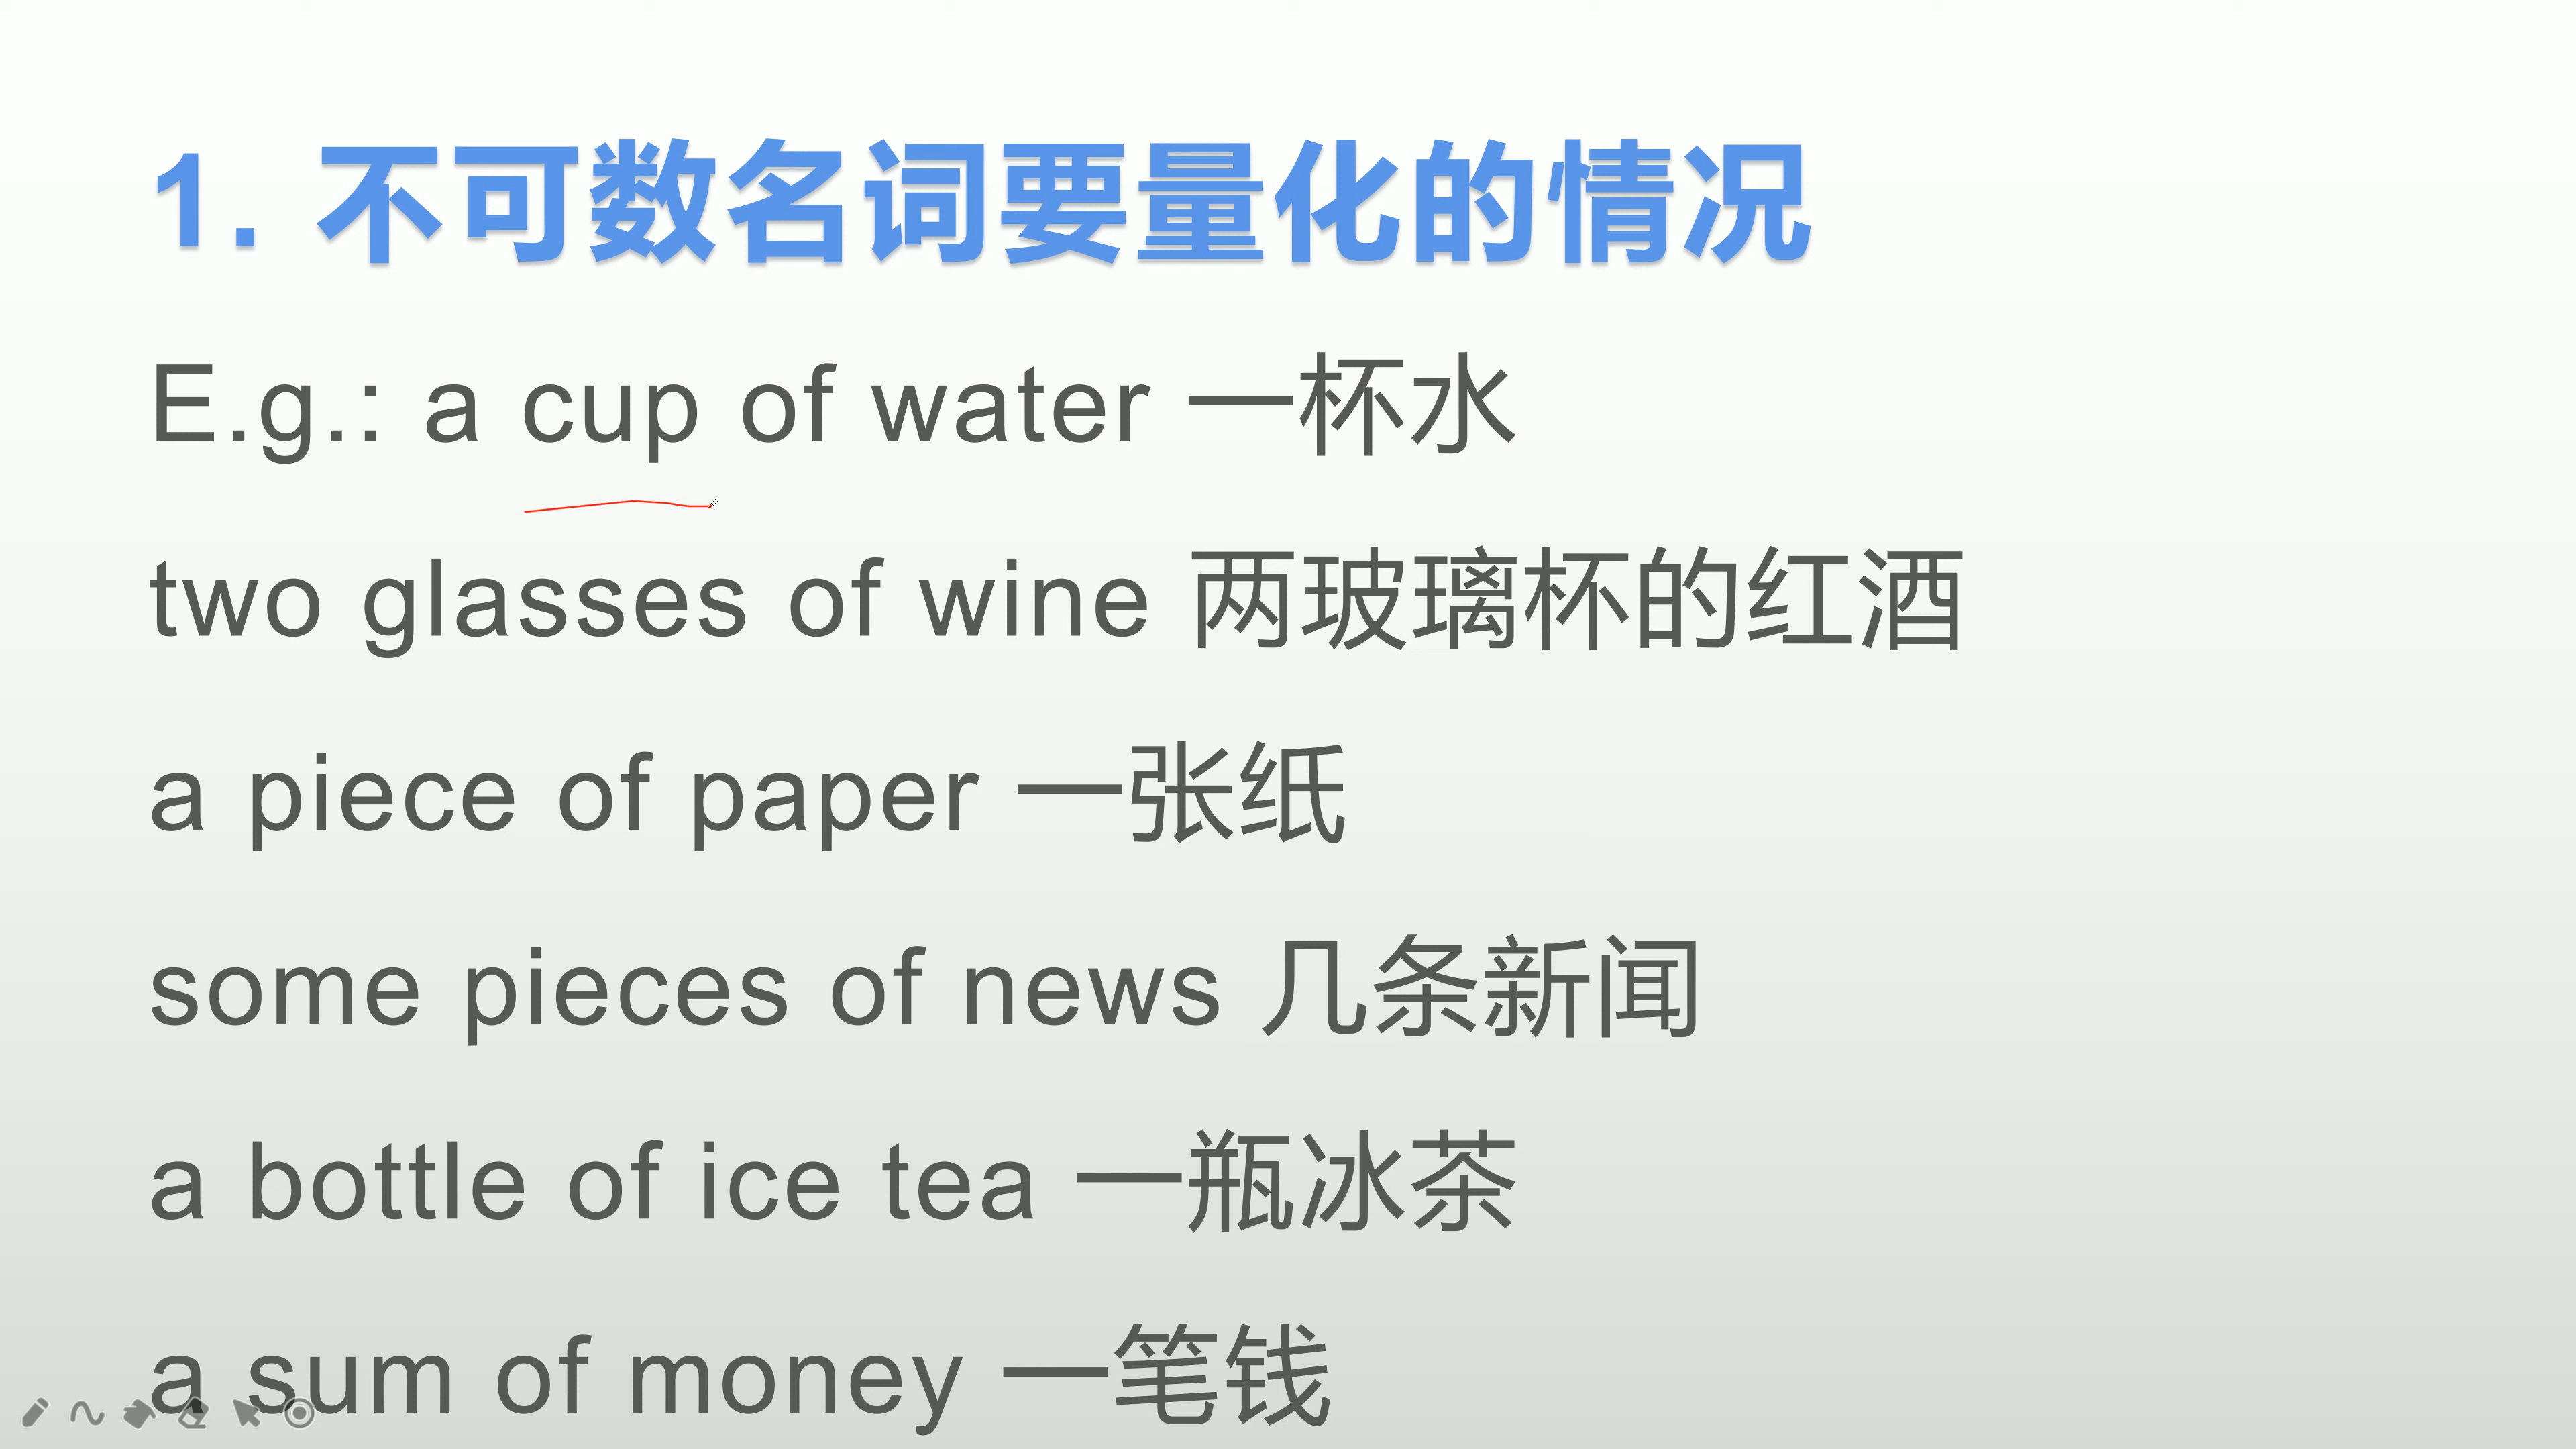 1. 不可数名词要量化的情况
E.g.: a cup of water 一杯水
two glasses of wine 两玻璃杯的红酒
a piece of paper 一张纸
some pieces of news 几条新闻
a bottle of ice tea 一瓶冰茶
a sum of money 一笔钱